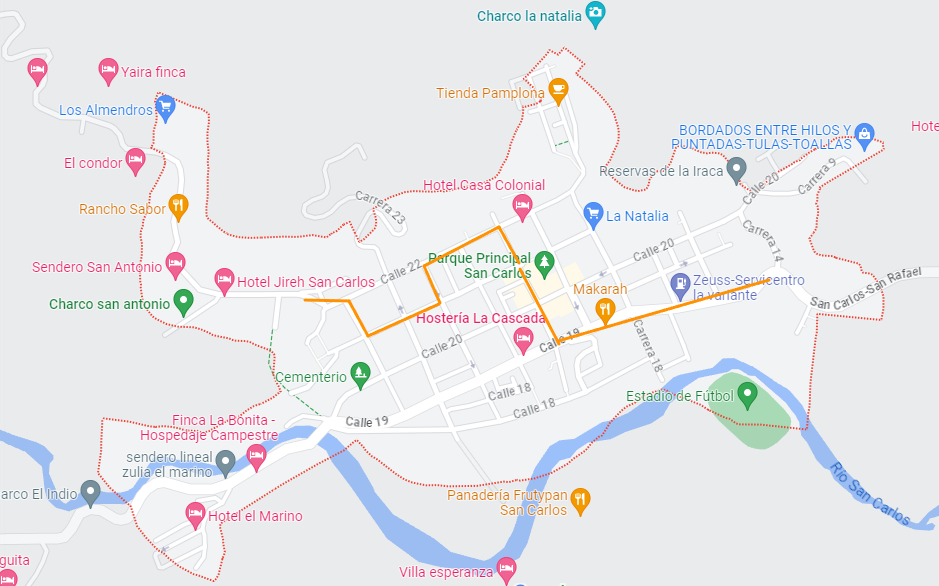 Charco la natalia
Yaira finca
Tienda Pamplona
Los Almendros
BORDADOS ENTRE HILOS Y
PUNTADAS-TULAS-TOALLAS
Hote
El condor
Reservas de la Iraca
Calle 20
Carrera 9
Hotel Casa Colonial
Rancho Sabor
Carrera 23
La Natalia
Carrera 14
Calle 20
Parque Principal
San Carlos
Sendero San Antonio
Calle 22
Hotel Jireh San Carlos
Zeuss-Servicentro
la variante
San Carlos-San Rafael
Makarah
Charco san antonio
Hostería La Cascada
Calle 19
Carrera 18
Calle 20
Cementerio
Calle 18
Estadio de Fútbol
Calle 18
Calle 19
Finca La Bonita -
Hospedaje Campestre
sendero lineal
zulia el marino
arco El Indio
Río San Carlos
Panadería Frutypan
San Carlos
Hotel el Marino
guita
Villa esperanza